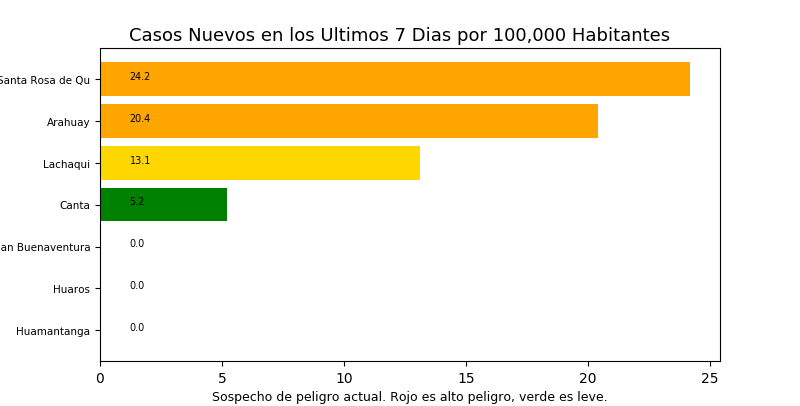 Casos Nuevos en los Ultimos 7 Dias por 100,000 Habitantes
Santa Rosa de Qu
24.2
Arahuay
20.4
Lachaqui
13.1
Canta
5.2
an Buenaventura
0.0
Huaros
0.0
Huamantanga
0.0
0 5 10 15 20 25
Sospecho de peligro actual. Rojo es alto peligro, verde es leve.